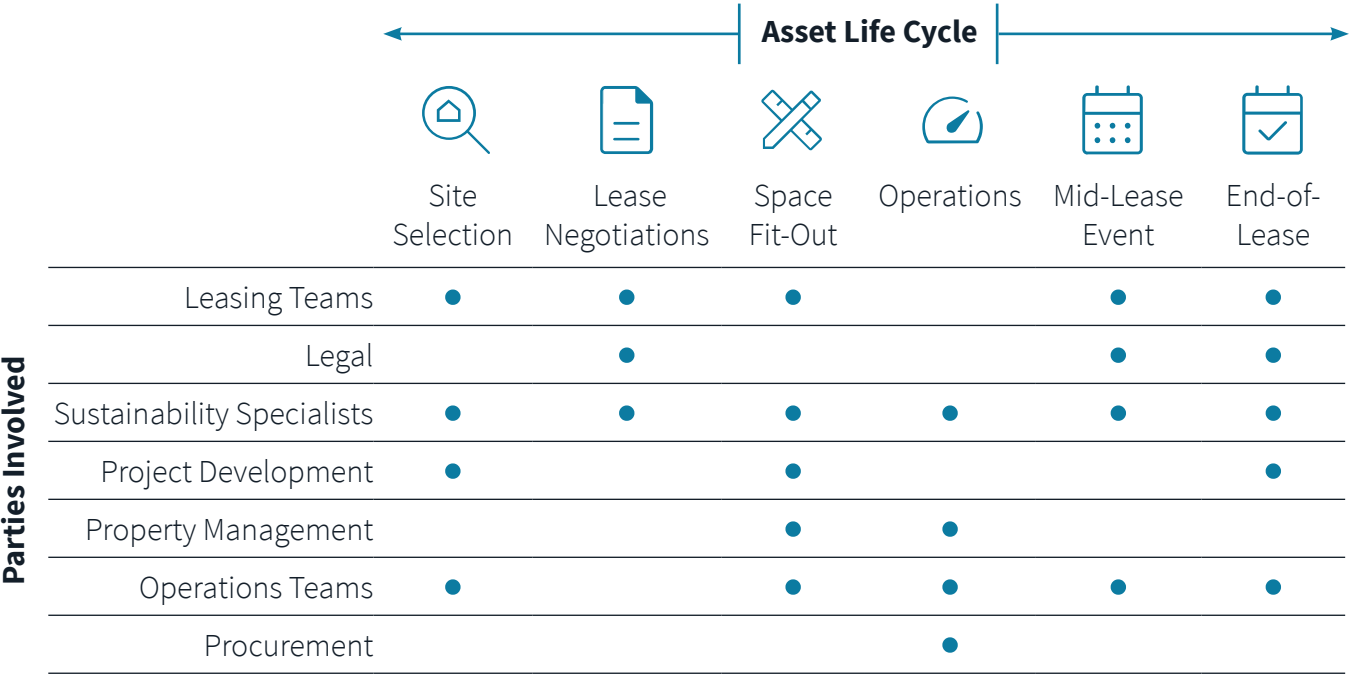 Asset Life Cycle
Site
Selection
Lease
Negotiations
Space
Fit-Out
Operations
Mid-Lease
Event
End-of-
Lease
Parties Involved
Leasing Teams
Legal
Sustainability Specialists
Project Development
Property Management
Operations Teams
Procurement